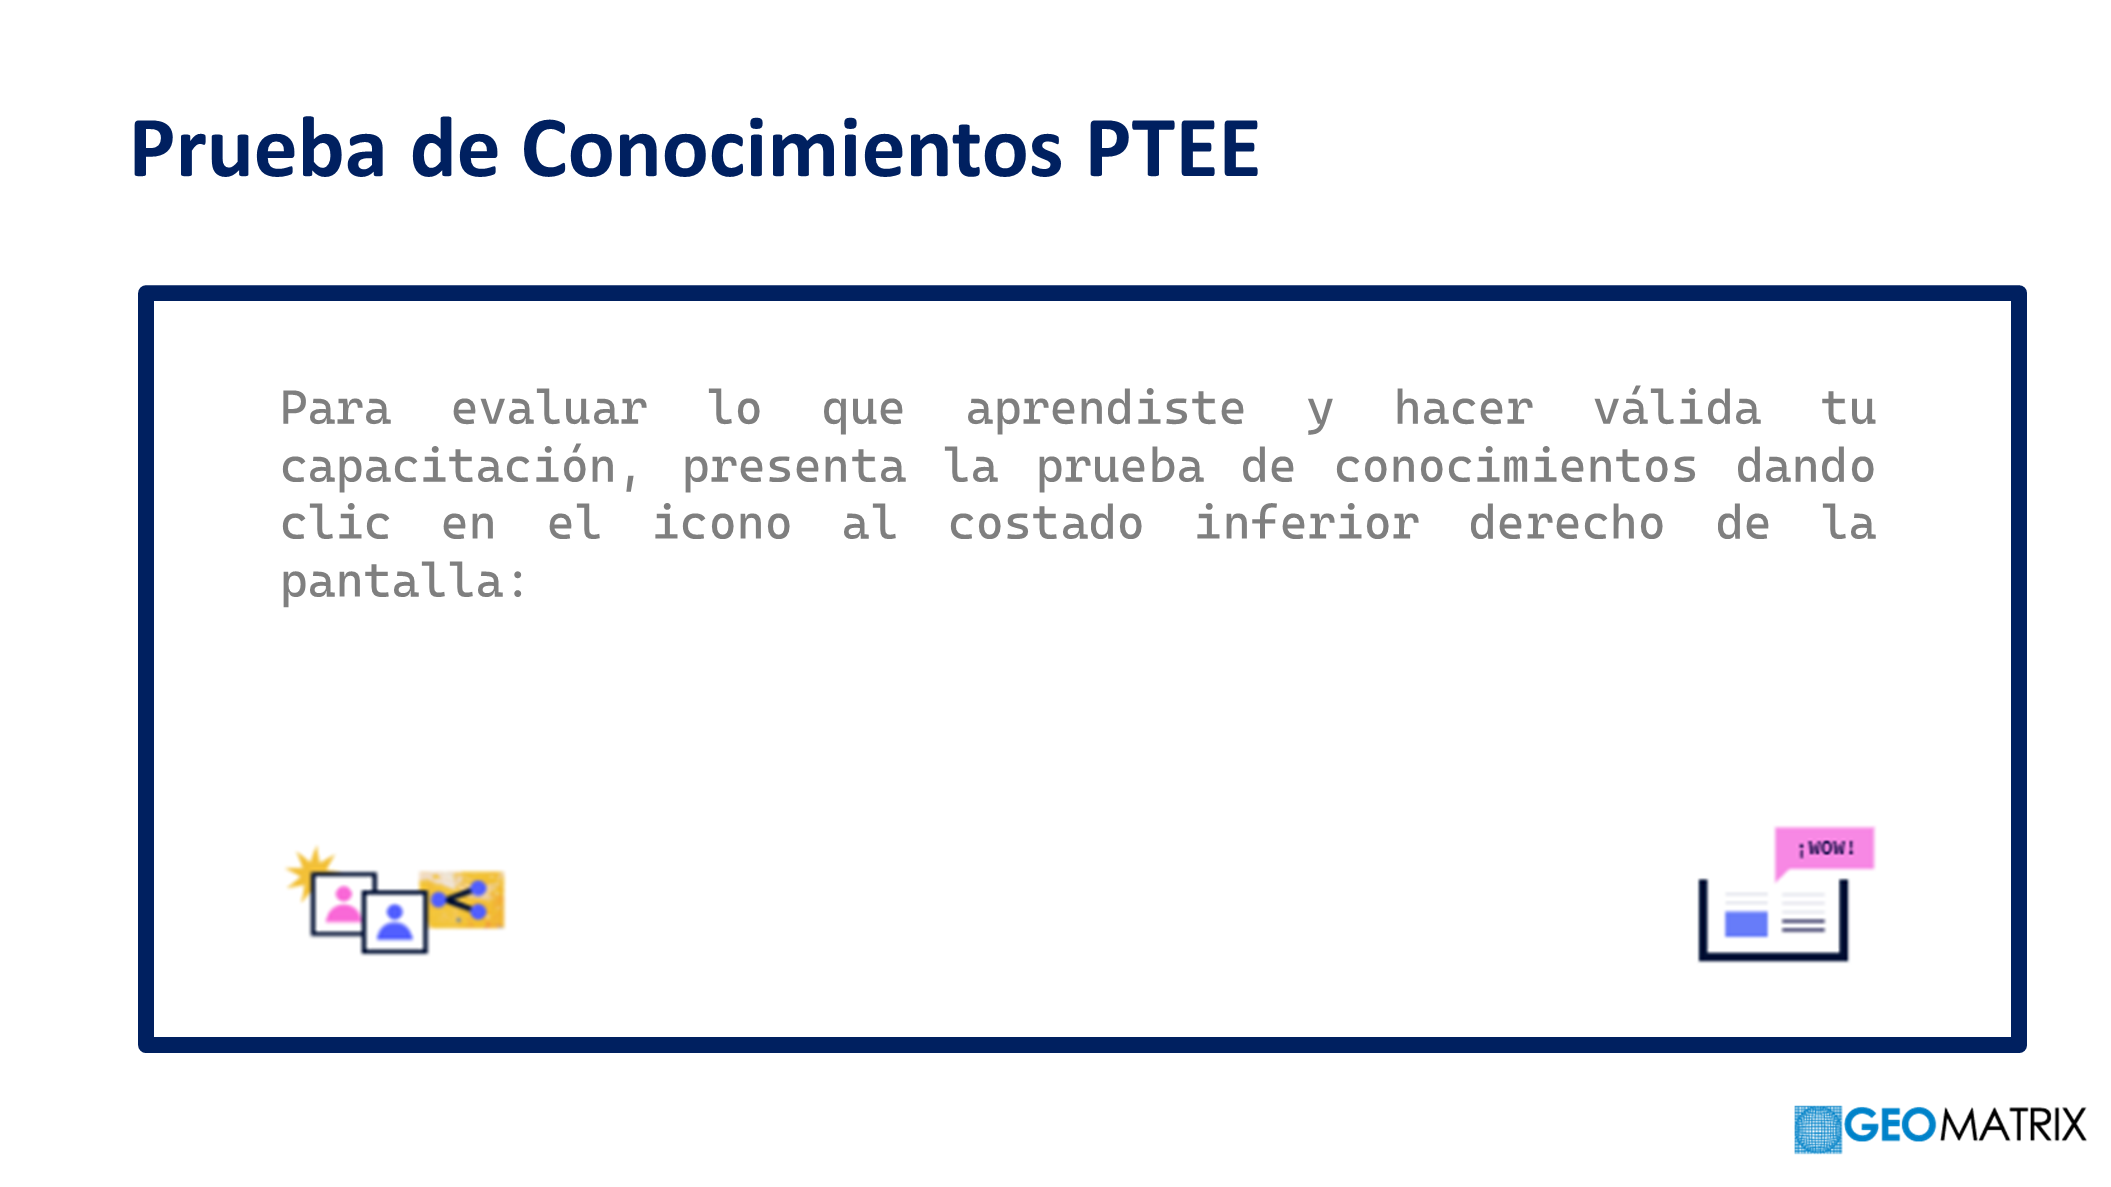 Prueba de Conocimientos PTEE
Para evaluar lo que aprendiste y hacer válida tu
capacitación, presenta la prueba de conocimientos dando
clic en el icono al costado inferior derecho de la
pantalla:
¡WOW!
GEOMATRIX